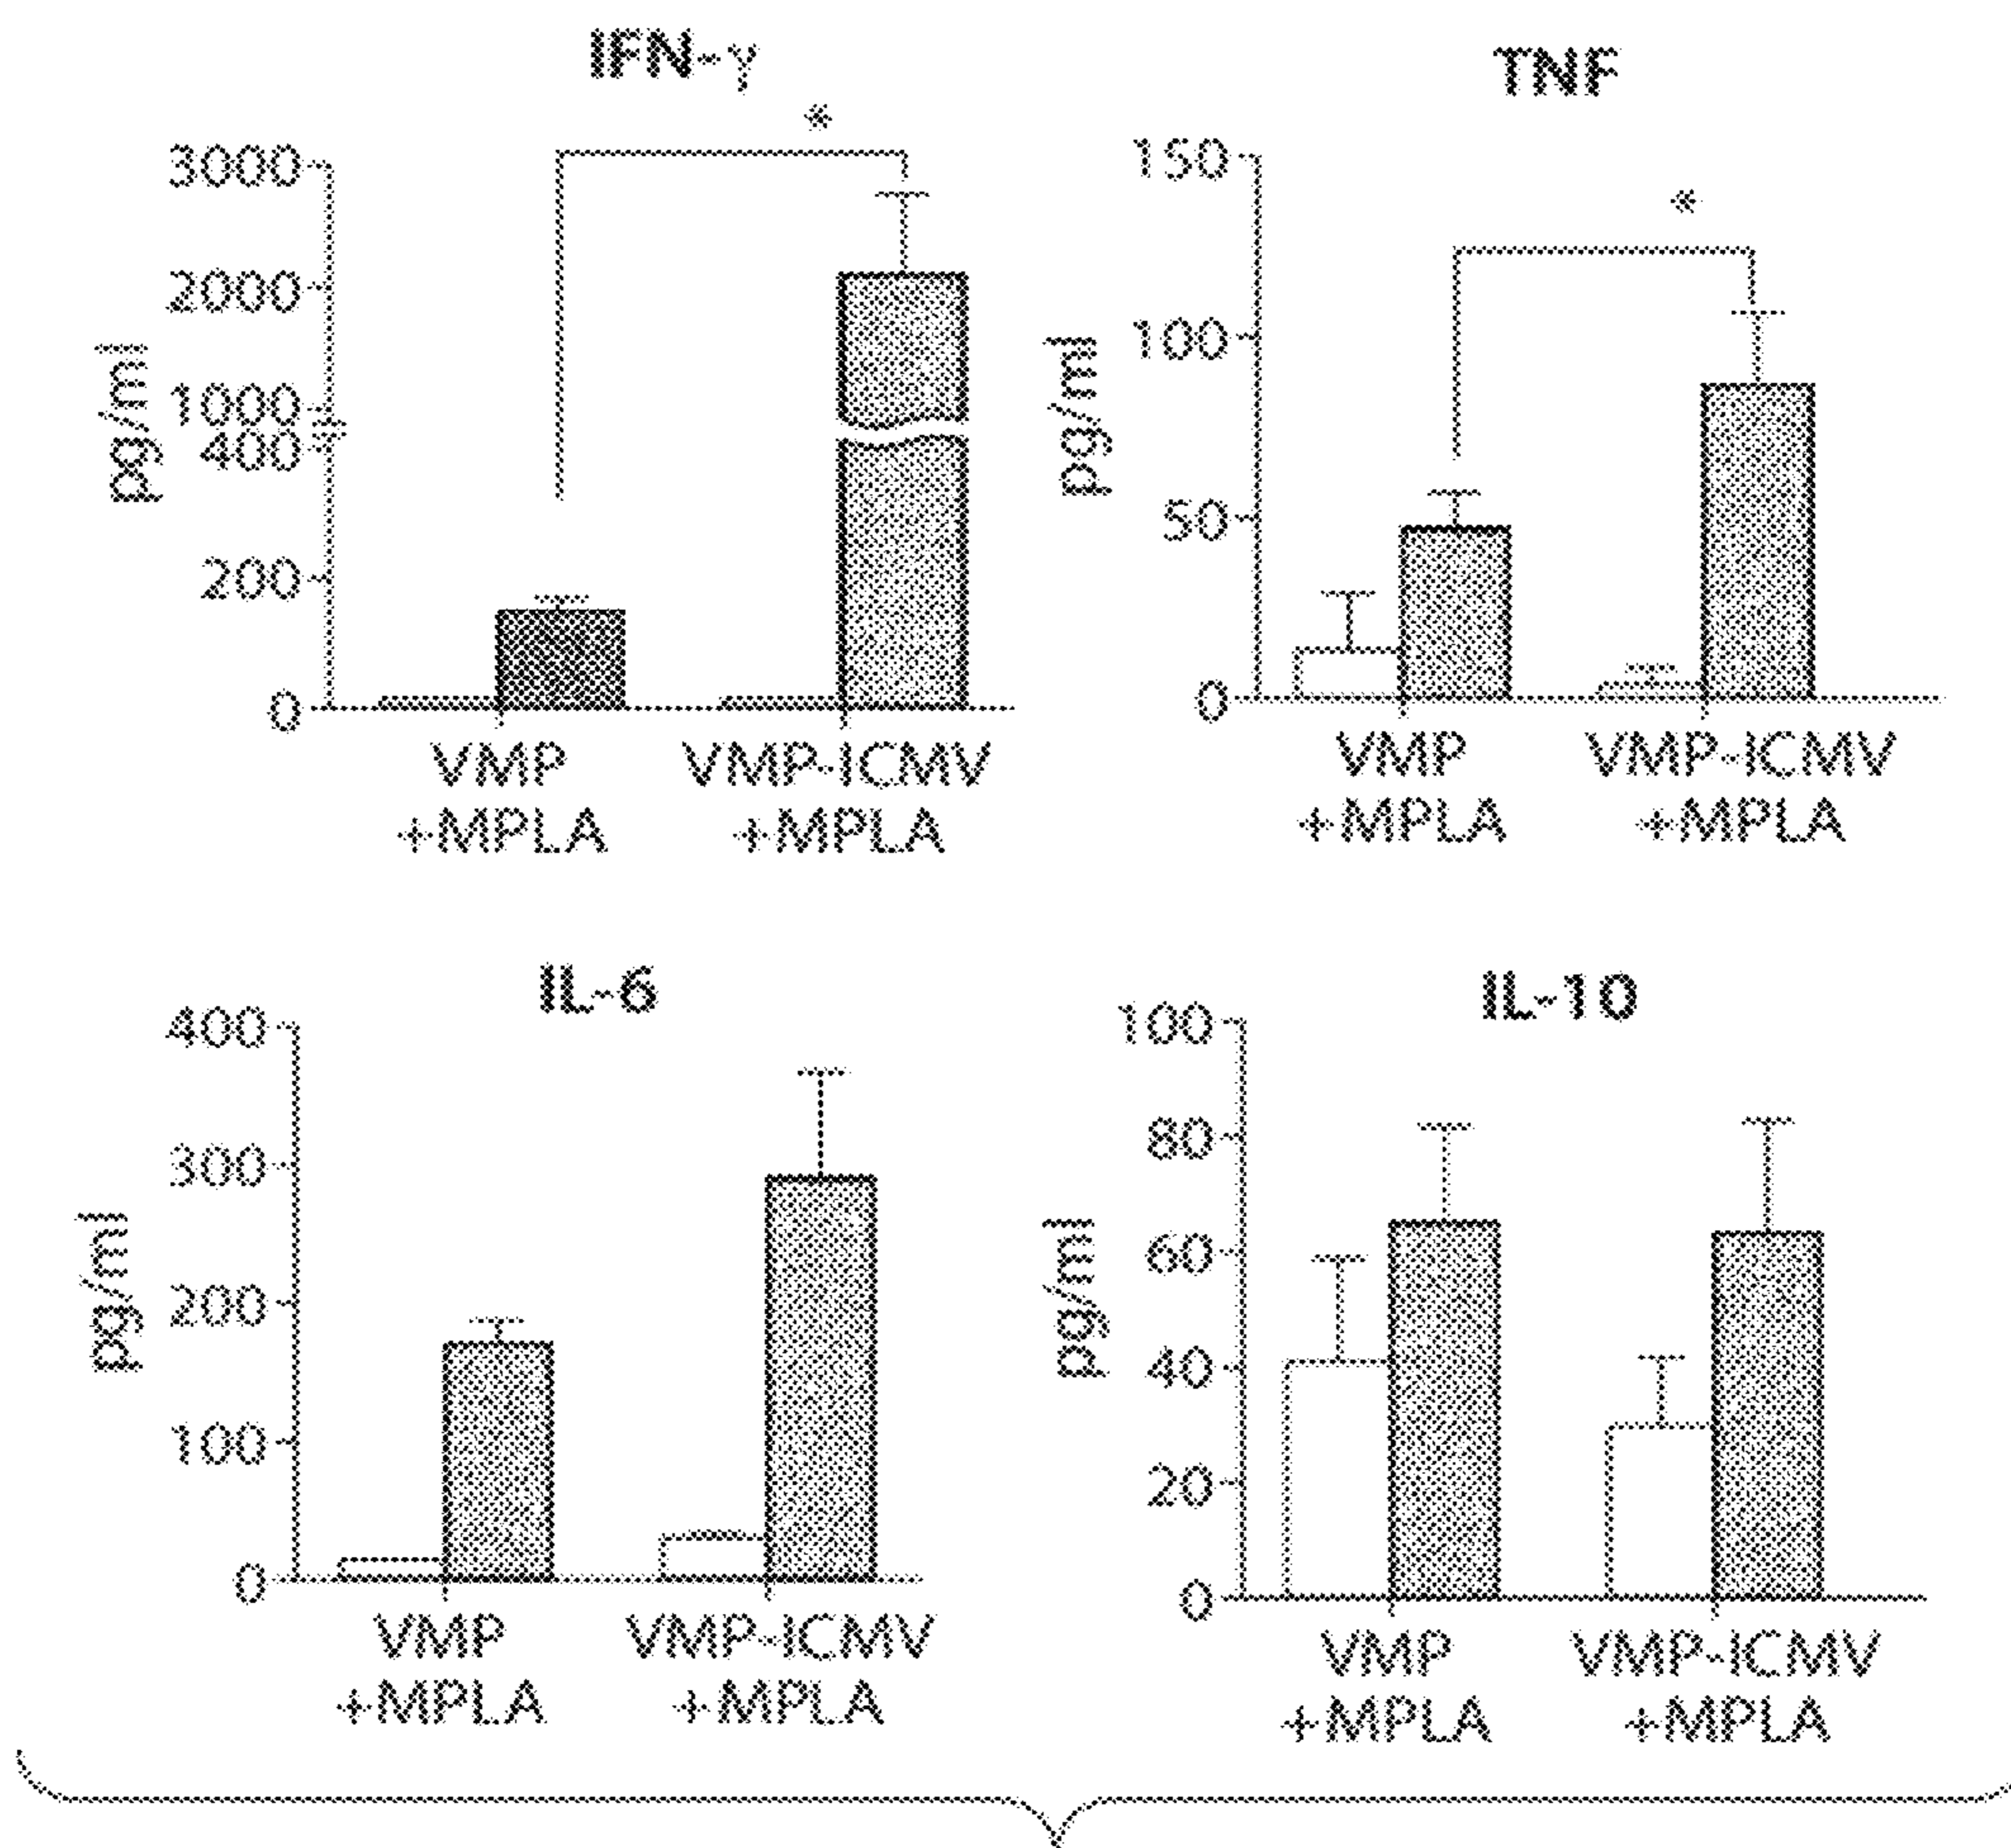 IFN-γ
*
3000
2000
1000
400
200
0
pg/ml
VMP VMP-ICMV
+MPLA +MPLA
TNF
*
150
100
50
0
pg/ml
VMP VMP-ICMV
+MPLA +MPLA
IL-6
400
300
200
100
0
pg/ml
VMP VMP-ICMV
+MPLA +MPLA
IL-10
100
80
60
40
20
0
pg/ml
VMP VMP-ICMV
+MPLA +MPLA